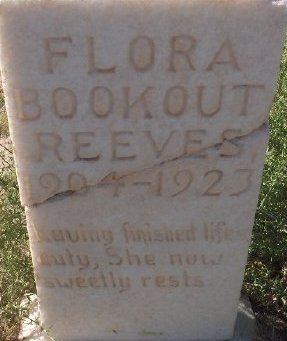 FLORA
BOOKOUT
REEVES,
1904-1923
Having finished life's
duty, She now
sweetly rests.